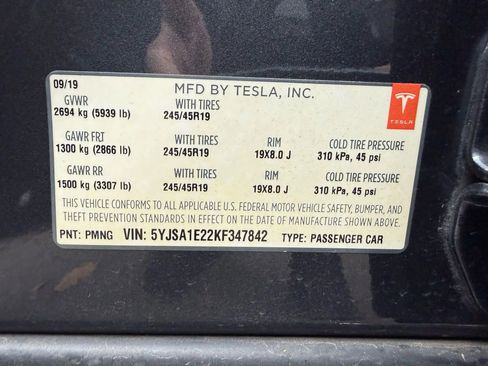 09/19 MFD BY TESLA, INC.
GVWR WITH TIRES
2694 kg (5939 lb) 245/45R19
TESLA
GAWR FRT WITH TIRES RIM COLD TIRE PRESSURE
1300 kg (2866 lb) 245/45R19 19X8.0 J 310 kPa, 45 psi
GAWR RR WITH TIRES RIM COLD TIRE PRESSURE
1500 kg (3307 lb) 245/45R19 19X8.0 J 310 kPa, 45 psi
THIS VEHICLE CONFORMS TO ALL APPLICABLE U.S. FEDERAL MOTOR VEHICLE SAFETY, BUMPER, AND
THEFT PREVENTION STANDARDS IN EFFECT ON THE DATE OF MANUFACTURE SHOWN ABOVE.
PNT: PMNG VIN: 5YJSA1E22KF347842 TYPE: PASSENGER CAR